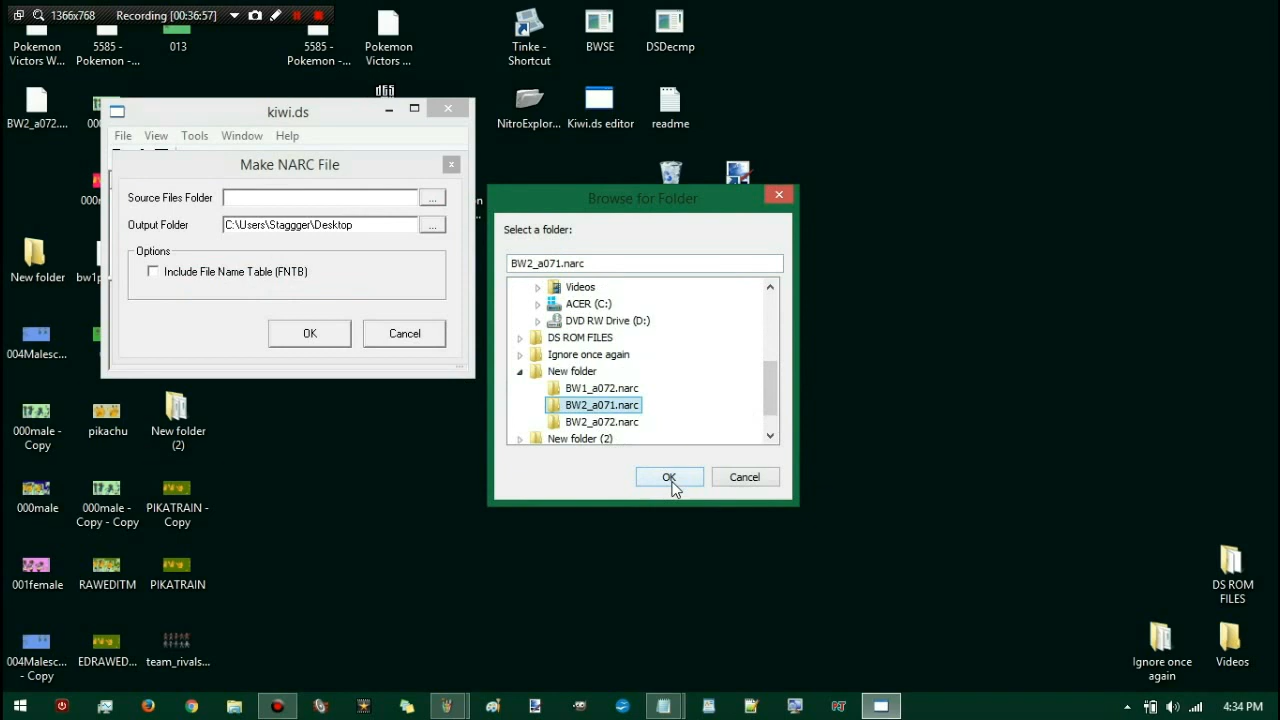 1366x768
Recording [00:36:57]
Pokemon
Victors W...
5585 -
Pokemon -...
013
5585 -
Pokemon -...
Pokemon
Victors ...
Tinke -
Shortcut
BWSE
DSDecmp
BW2_a072....
NitroExplor...
Kiwi.ds editor
readme
kiwi.ds
File View Tools Window Help
Make NARC File
Source Files Folder ...
Output Folder C:\Users\Staggger\Desktop ...
Options
Include File Name Table (FNTB)
OK Cancel
Browse for Folder
Select a folder:
BW2_a071.narc
Videos
ACER (C:)
DVD RW Drive (D:)
DS ROM FILES
Ignore once again
New folder
BW1_a072.narc
BW2_a071.narc
BW2_a072.narc
New folder (2)
OK Cancel
New folder
004Malesc...
000male -
Copy
pikachu
New folder
(2)
000male
000male -
Copy - Copy
PIKATRAIN -
Copy
001female
RAWEDITM
PIKATRAIN
004Malesc...
- Copy
EDRAWED...
team_rivals...
DS ROM
FILES
Ignore once
again
Videos
4:34 PM